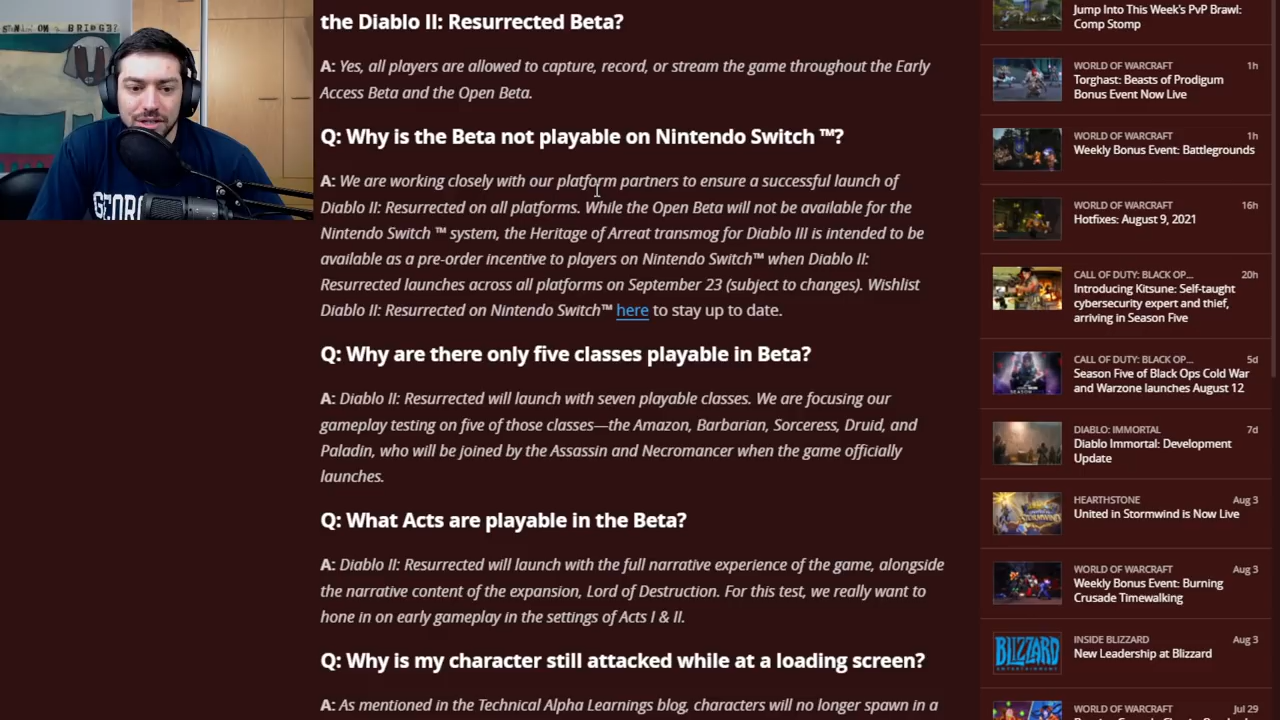 the Diablo II: Resurrected Beta?
A: Yes, all players are allowed to capture, record, or stream the game throughout the Early
Access Beta and the Open Beta.
Q: Why is the Beta not playable on Nintendo Switch ™?
A: We are working closely with our platform partners to ensure a successful launch of
Diablo II: Resurrected on all platforms. While the Open Beta will not be available for the
Nintendo Switch ™ system, the Heritage of Arreat transmog for Diablo III is intended to be
available as a pre-order incentive to players on Nintendo Switch™ when Diablo II:
Resurrected launches across all platforms on September 23 (subject to changes). Wishlist
Diablo II: Resurrected on Nintendo Switch™ here to stay up to date.
Q: Why are there only five classes playable in Beta?
A: Diablo II: Resurrected will launch with seven playable classes. We are focusing our
gameplay testing on five of those classes—the Amazon, Barbarian, Sorceress, Druid, and
Paladin, who will be joined by the Assassin and Necromancer when the game officially
launches.
Q: What Acts are playable in the Beta?
A: Diablo II: Resurrected will launch with the full narrative experience of the game, alongside
the narrative content of the expansion, Lord of Destruction. For this test, we really want to
hone in on early gameplay in the settings of Acts I & II.
Q: Why is my character still attacked while at a loading screen?
A: As mentioned in the Technical Alpha Learnings blog, characters will no longer spawn in a
Jump Into This Week's PvP Brawl:
Comp Stomp
WORLD OF WARCRAFT 1h
Torghast: Beasts of Prodigum
Bonus Event Now Live
WORLD OF WARCRAFT 1h
Weekly Bonus Event: Battlegrounds
WORLD OF WARCRAFT 16h
Hotfixes: August 9, 2021
CALL OF DUTY: BLACK OP... 20h
Introducing Kitsune: Self-taught
cybersecurity expert and thief,
arriving in Season Five
CALL OF DUTY: BLACK OP... 5d
Season Five of Black Ops Cold War
and Warzone launches August 12
DIABLO: IMMORTAL 7d
Diablo Immortal: Development
Update
HEARTHSTONE Aug 3
United in Stormwind is Now Live
WORLD OF WARCRAFT Aug 3
Weekly Bonus Event: Burning
Crusade Timewalking
BLIZZARD
INSIDE BLIZZARD Aug 3
New Leadership at Blizzard
WORLD OF WARCRAFT Jul 29